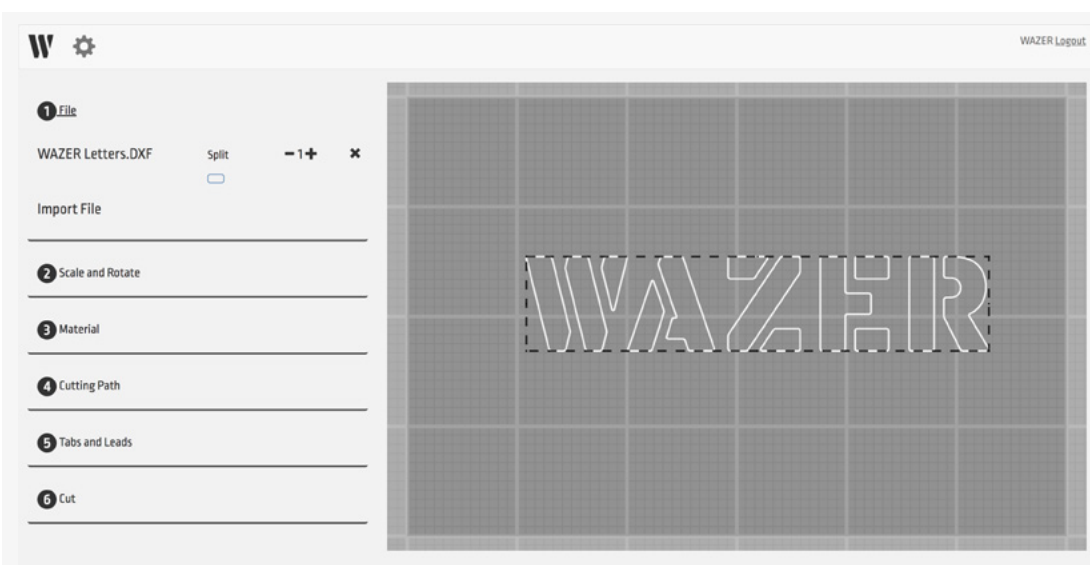 W
WAZER Logout
1 File
WAZER Letters.DXF Split − 1 + ×
Import File
2 Scale and Rotate
3 Material
4 Cutting Path
5 Tabs and Leads
6 Cut
WAZER